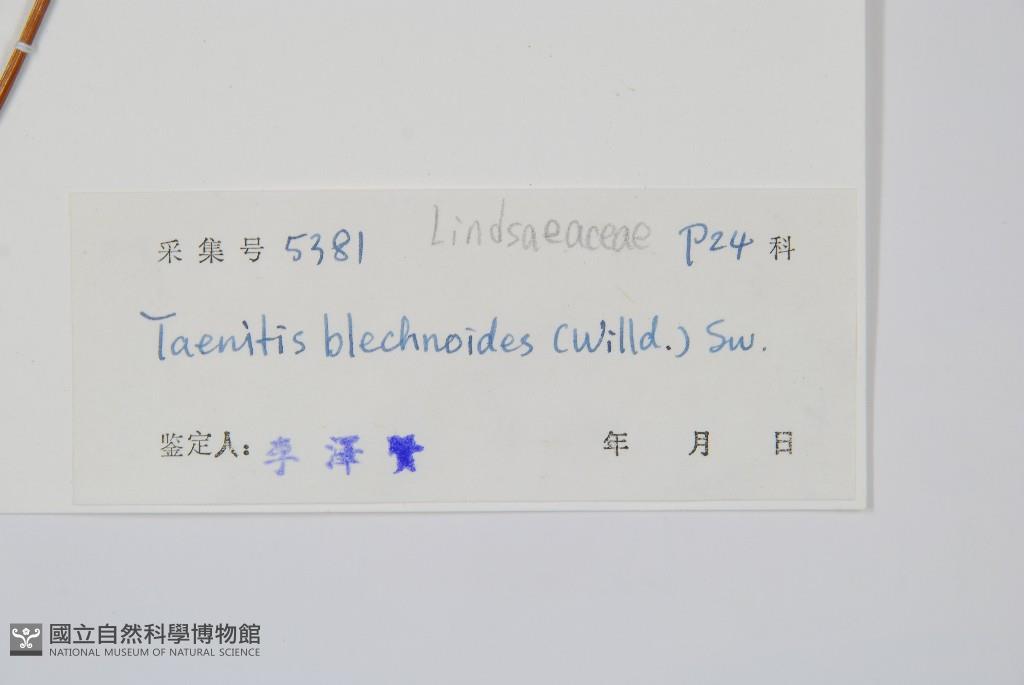 采集号 5381 Lindsaeaceae P24 科
Taenitis blechnoides (Willd.) Sw.
鉴定人: 李泽贤 年 月 日
國立自然科學博物館
NATIONAL MUSEUM OF NATURAL SCIENCE